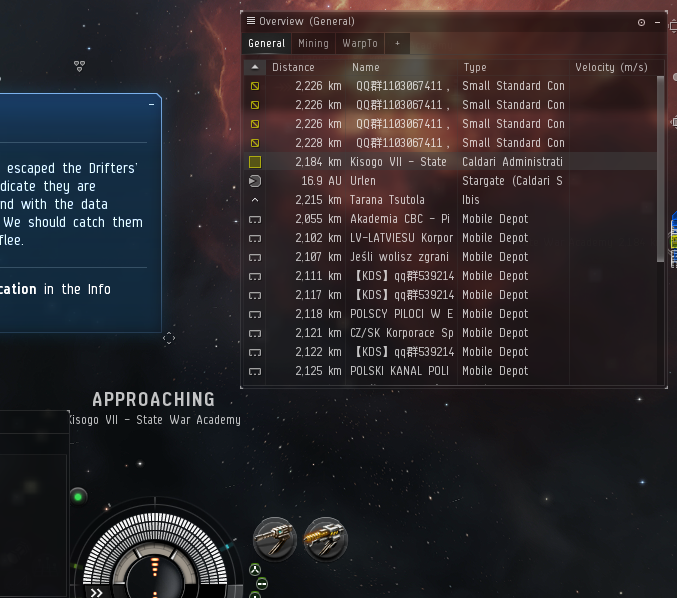 Overview (General)
General Mining WarpTo +
Distance Name Type Velocity (m/s)
2,226 km QQ群1103067411 , Small Standard Con
2,226 km QQ群1103067411 , Small Standard Con
2,226 km QQ群1103067411 , Small Standard Con
2,228 km QQ群1103067411 , Small Standard Con
2,184 km Kisogo VII - State Caldari Administrati
16.9 AU Urlen Stargate (Caldari S
2,215 km Tarana Tsutola Ibis
2,055 km Akademia CBC - Pi Mobile Depot
2,102 km LV-LATVIESU Korpor Mobile Depot
2,107 km Jeśli wolisz zgrani Mobile Depot
2,111 km 【KDS】qq群539214 Mobile Depot
2,117 km 【KDS】qq群539214 Mobile Depot
2,118 km POLSCY PILOCI W E Mobile Depot
2,121 km CZ/SK Korporace Sp Mobile Depot
2,122 km 【KDS】qq群539214 Mobile Depot
2,125 km POLSKI KANAL POLI Mobile Depot
escaped the Drifters'
dicate they are
nd with the data
We should catch them
flee.
cation in the Info
APPROACHING
Kisogo VII - State War Academy